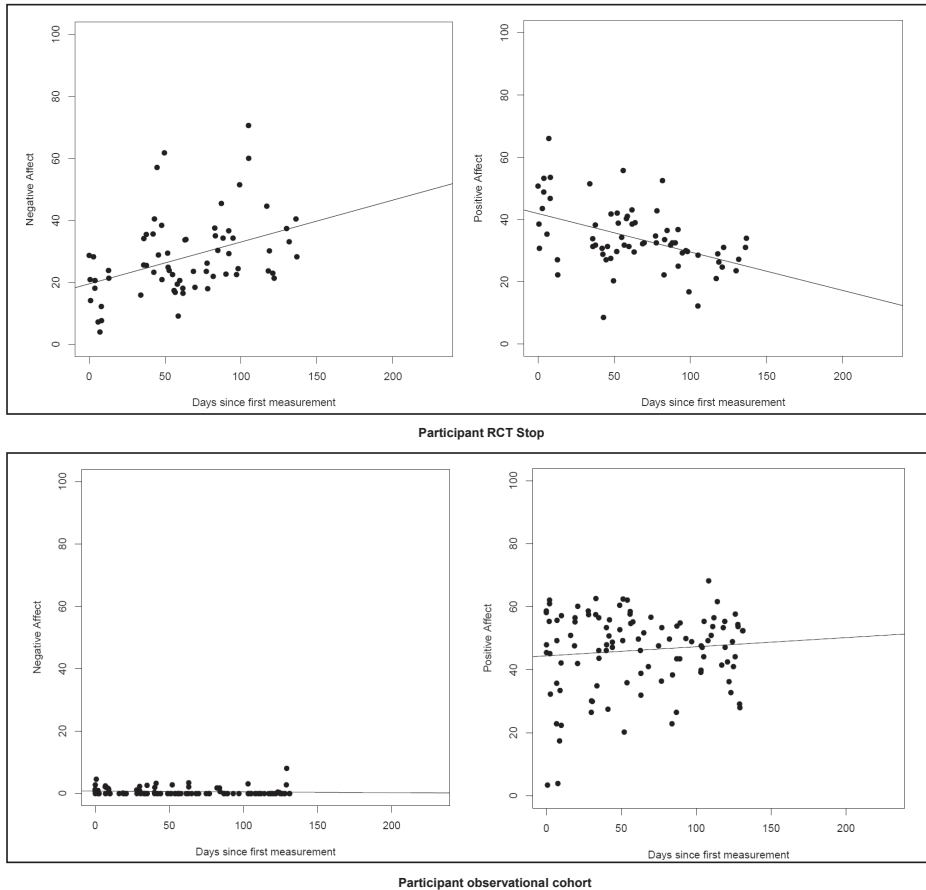 100
80
60
40
20
0
Negative Affect
0 50 100 150 200
Days since first measurement
100
80
60
40
20
0
Positive Affect
0 50 100 150 200
Days since first measurement
Participant RCT Stop
100
80
60
40
20
0
Negative Affect
0 50 100 150 200
Days since first measurement
100
80
60
40
20
0
Positive Affect
0 50 100 150 200
Days since first measurement
Participant observational cohort